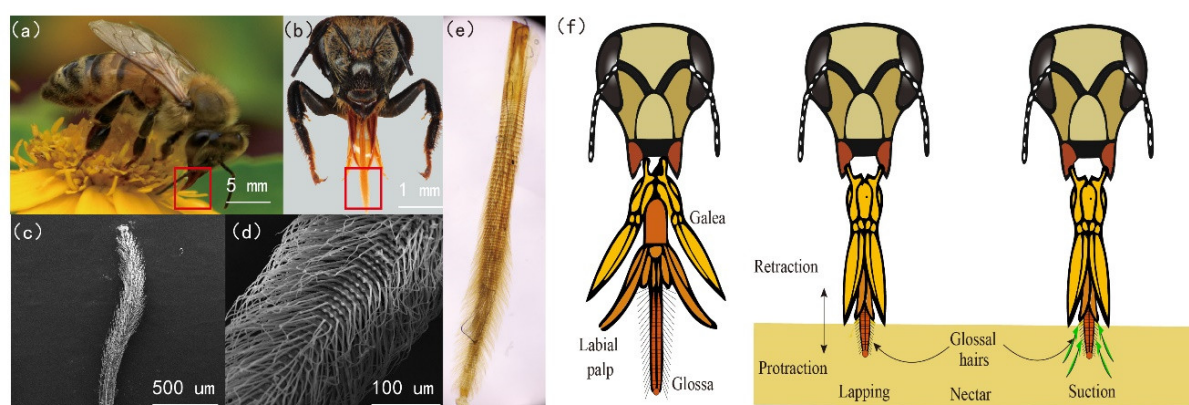 (a)
5 mm
(b)
1 mm
(c)
500 um
(d)
100 um
(e)
(f)
Galea
Labial
palp
Glossa
Retraction
Protraction
Glossal
hairs
Lapping
Nectar
Suction